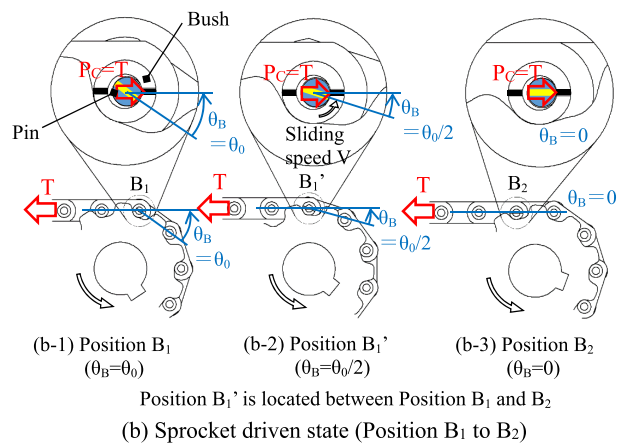 Bush
P_C=T
Pin
θ_B
=θ_0
P_C=T
θ_B
=θ_0/2
Sliding
speed V
P_C=T
θ_B=0
T
B_1
θ_B
=θ_0
T
B_1'
θ_B
=θ_0/2
T
B_2
θ_B=0
(b-1) Position B_1
(θ_B=θ_0)
(b-2) Position B_1'
(θ_B=θ_0/2)
(b-3) Position B_2
(θ_B=0)
Position B_1' is located between Position B_1 and B_2
(b) Sprocket driven state (Position B_1 to B_2)